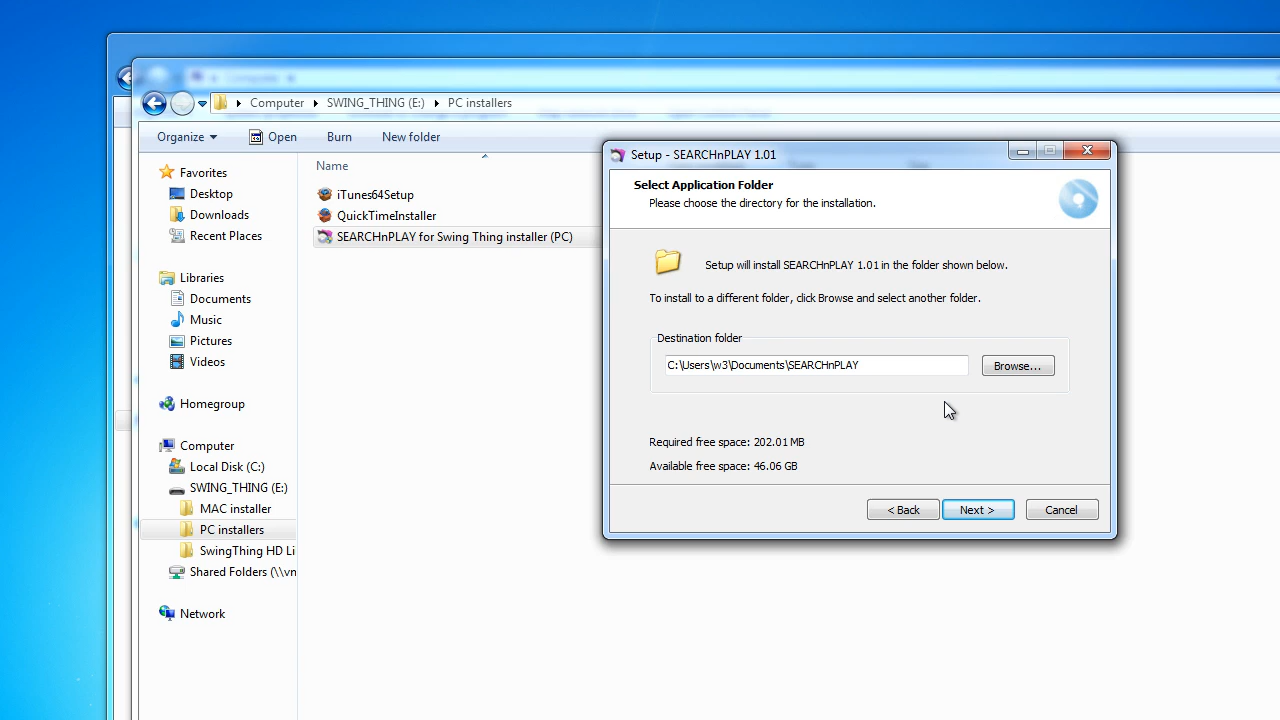 Computer
Computer SWING_THING (E:) PC installers
Organize Open Burn New folder
Name
Favorites
Desktop
Downloads
Recent Places
Libraries
Documents
Music
Pictures
Videos
Homegroup
Computer
Local Disk (C:)
SWING_THING (E:)
MAC installer
PC installers
SwingThing HD Li
Shared Folders (\\vn
Network
iTunes64Setup
QuickTimeInstaller
SEARCHnPLAY for Swing Thing installer (PC)
Setup - SEARCHnPLAY 1.01
Select Application Folder
Please choose the directory for the installation.
Setup will install SEARCHnPLAY 1.01 in the folder shown below.
To install to a different folder, click Browse and select another folder.
Destination folder
C:\Users\w3\Documents\SEARCHnPLAY
Browse...
Required free space: 202.01 MB
Available free space: 46.06 GB
< Back Next > Cancel